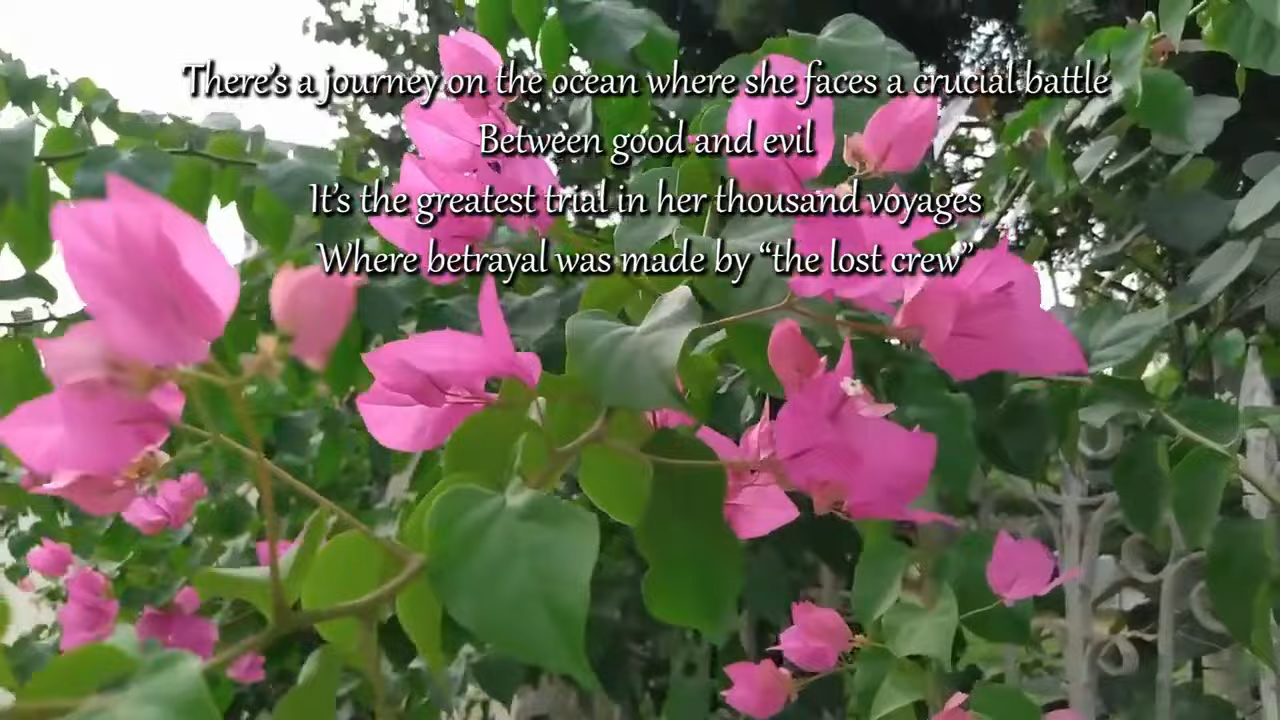 There's a journey on the ocean where she faces a crucial battle
Between good and evil
It's the greatest trial in her thousand voyages
Where betrayal was made by “the lost crew”